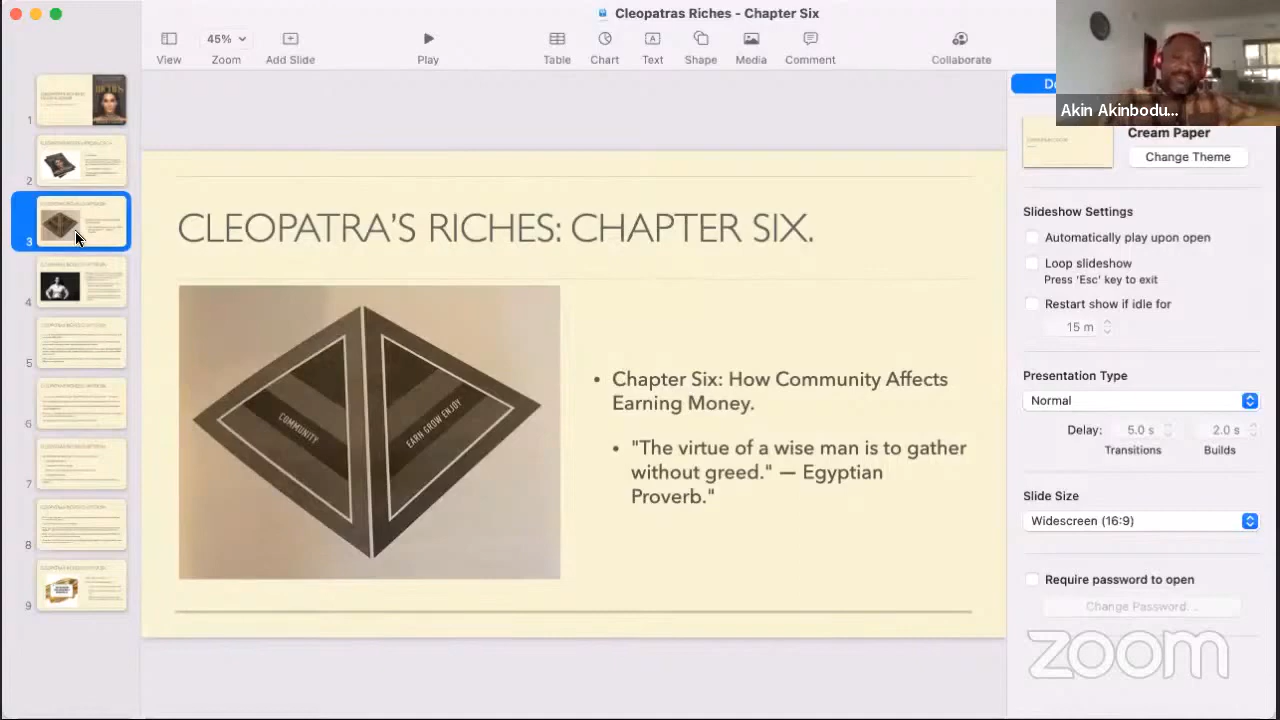 Cleopatras Riches - Chapter Six
45%
View
Zoom
Add Slide
Play
Table
Chart
Text
Shape
Media
Comment
Collaborate
Akin Akinbodu...
Cream Paper
Change Theme
1
2
3
4
5
6
7
8
9
CLEOPATRA’S RICHES: CHAPTER SIX.
COMMUNITY
EARN GROW ENJOY
• Chapter Six: How Community Affects
Earning Money.
• "The virtue of a wise man is to gather
without greed." — Egyptian
Proverb."
Slideshow Settings
Automatically play upon open
Loop slideshow
Press 'Esc' key to exit
Restart show if idle for
15 m
Presentation Type
Normal
Delay: 5.0 s 2.0 s
Transitions Builds
Slide Size
Widescreen (16:9)
Require password to open
Change Password...
zoom